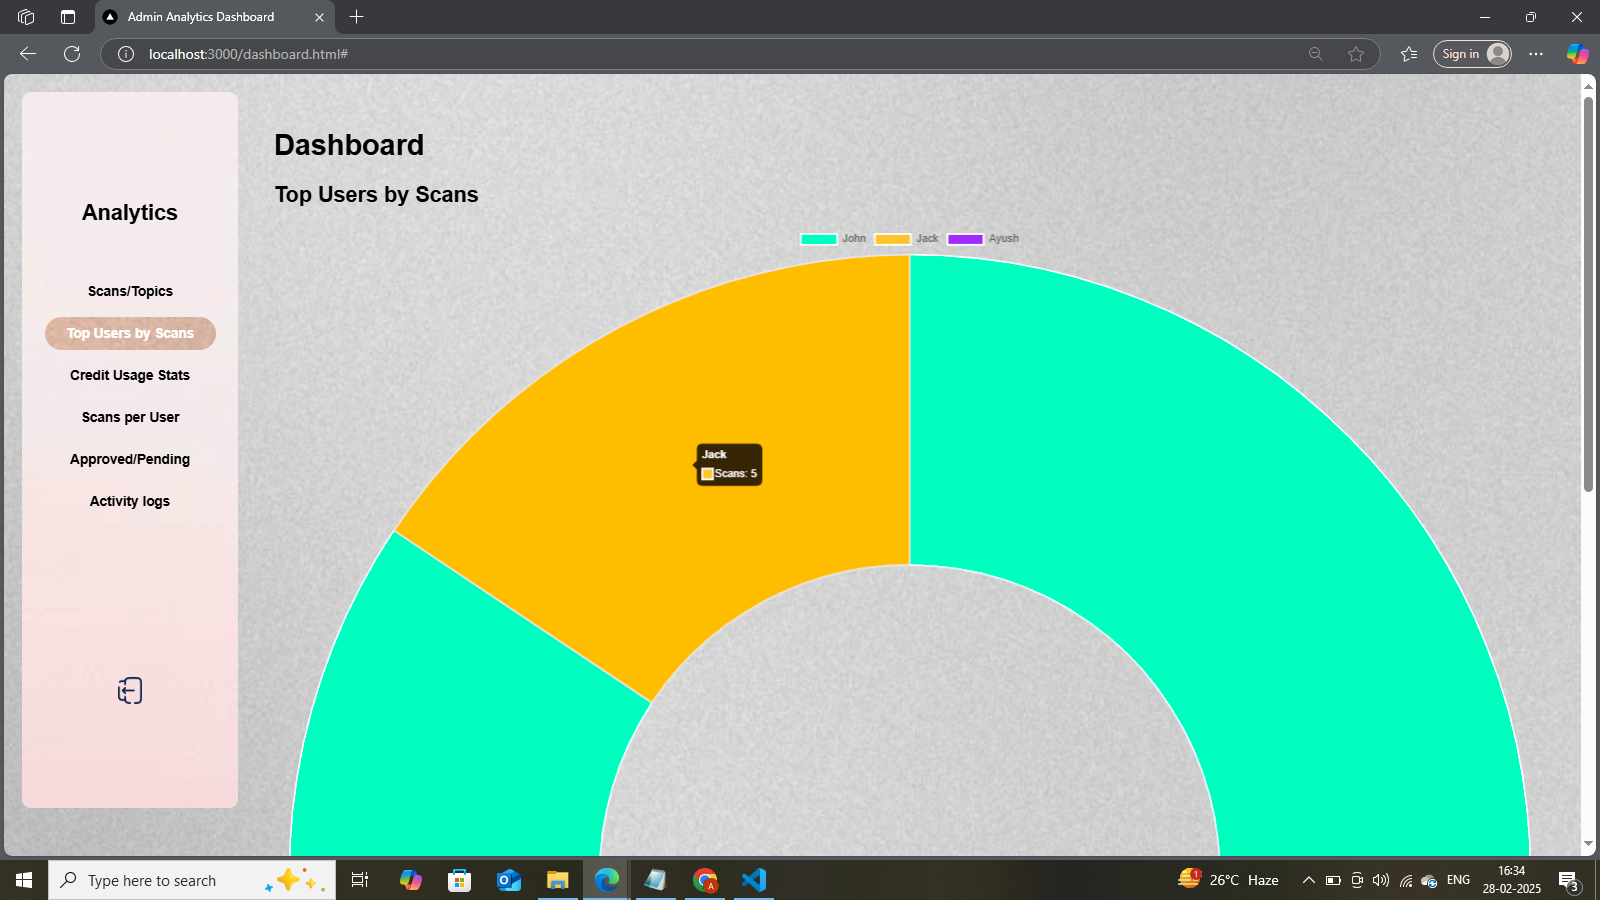 Admin Analytics Dashboard
localhost:3000/dashboard.html#
Sign in
Analytics
Scans/Topics
Top Users by Scans
Credit Usage Stats
Scans per User
Approved/Pending
Activity logs
Dashboard
Top Users by Scans
John Jack Ayush
Jack
Scans: 5
Type here to search
A
1
26°C Haze
ENG
16:34
28-02-2025
3